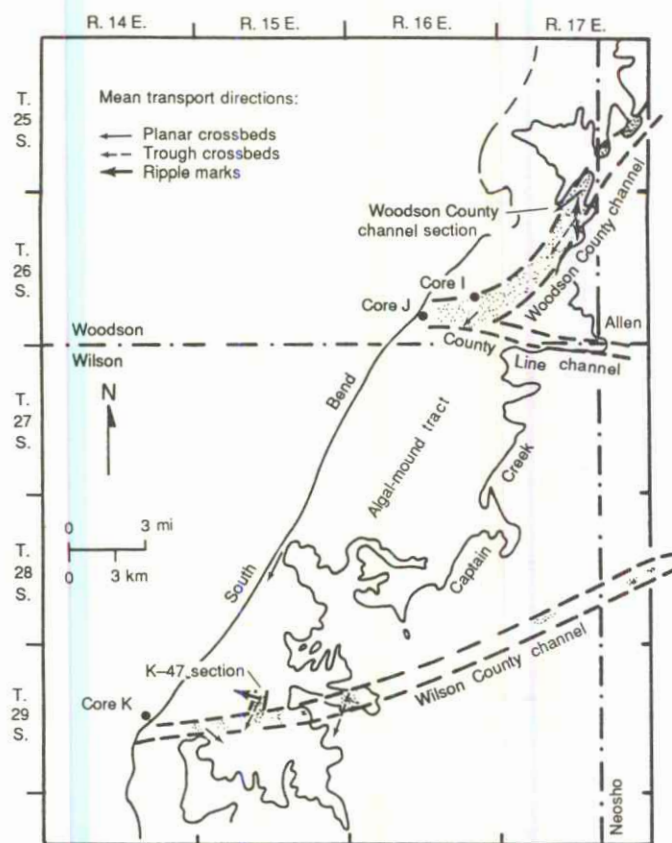 R. 14 E.
R. 15 E.
R. 16 E.
R. 17 E.
T.
25
S.
Mean transport directions:
Planar crossbeds
Trough crossbeds
Ripple marks
Woodson County
channel section
T.
26
S.
Core I
Core J
Woodson County channel
Woodson
Wilson
Allen
County
Line channel
T.
27
S.
N
Bend
Algal-mound tract
Creek
0
3 mi
0
3 km
T.
28
S.
South
Captain
K–47 section
Core K
Wilson County channel
T.
29
S.
Neosho